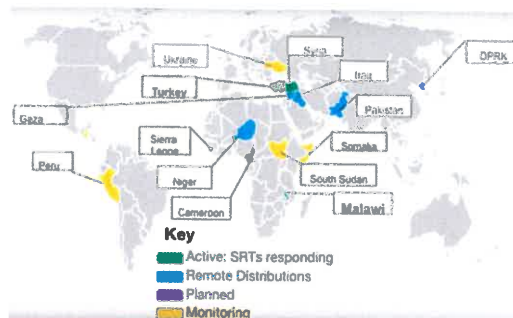 Ukraine
Syria
DPRK
Iraq
Turkey
Gaza
Pakistan
Sierra
Leone
Somalia
Peru
Niger
South Sudan
Cameroon
Malawi
Key
Active: SRTs responding
Remote Distributions
Planned
Monitoring